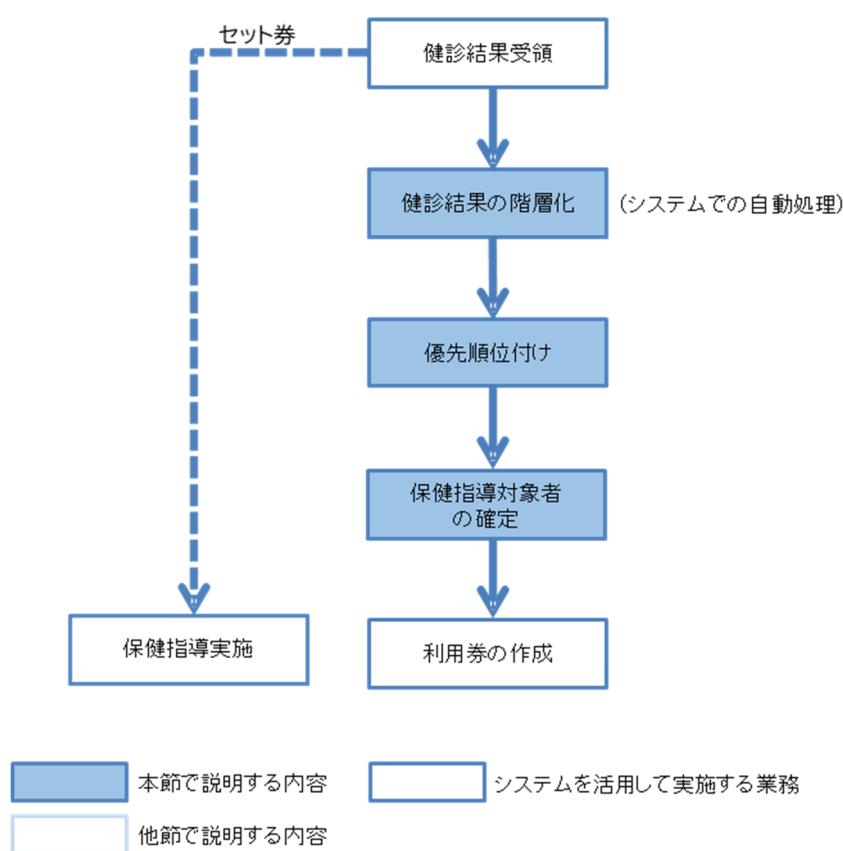 セット券
健診結果受領
健診結果の階層化
(システムでの自動処理)
優先順位付け
保健指導対象者
の確定
保健指導実施
利用券の作成
本節で説明する内容
システムを活用して実施する業務
他節で説明する内容